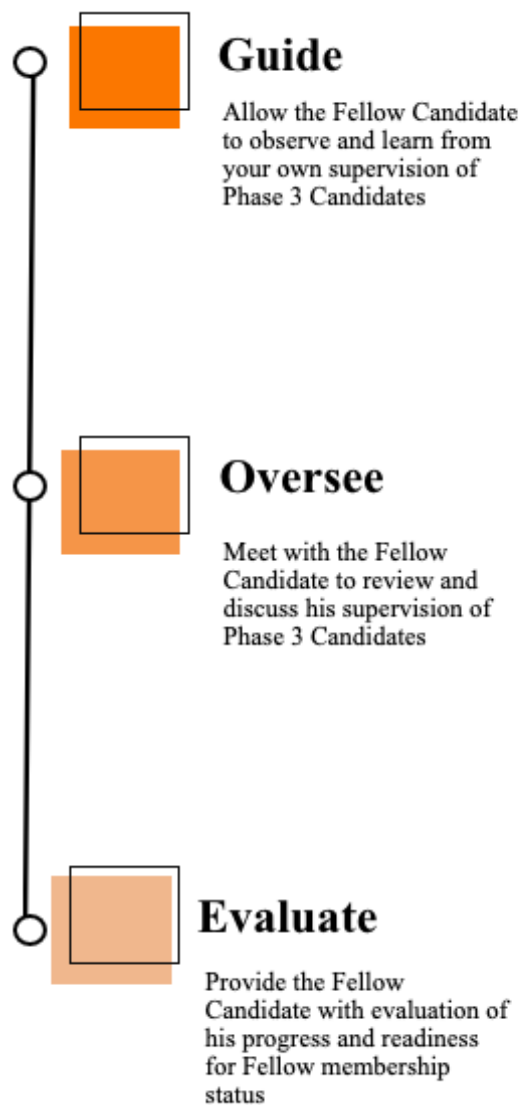 Guide
Allow the Fellow Candidate
to observe and learn from
your own supervision of
Phase 3 Candidates
Oversee
Meet with the Fellow
Candidate to review and
discuss his supervision of
Phase 3 Candidates
Evaluate
Provide the Fellow
Candidate with evaluation of
his progress and readiness
for Fellow membership
status